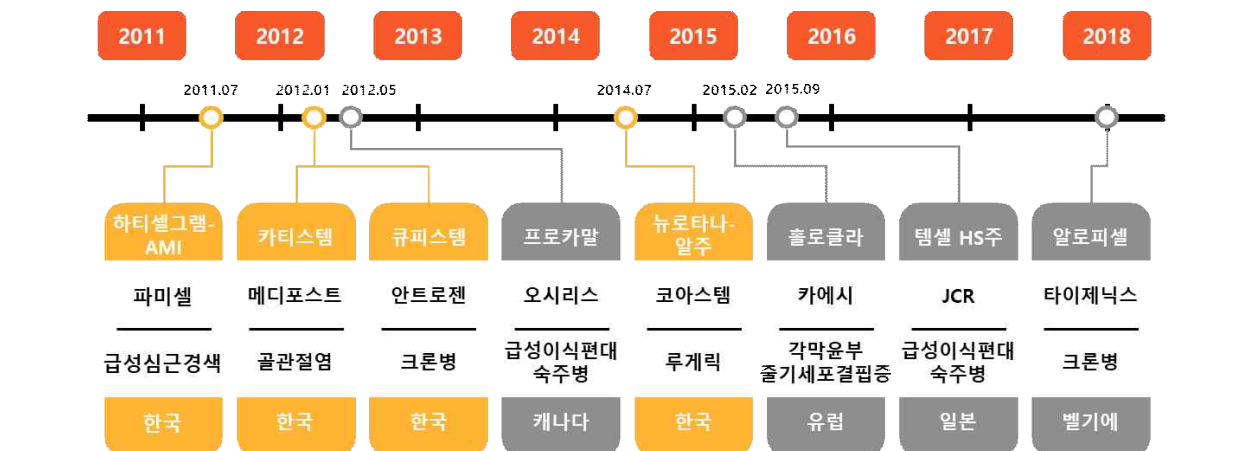 2011 2012 2013 2014 2015 2016 2017 2018
2011.07 2012.01 2012.05 2014.07 2015.02 2015.09
하티셀그램-
AMI
파미셀
급성심근경색
한국
카티스템
메디포스트
골관절염
한국
큐피스템
안트로젠
크론병
한국
프로카말
오시리스
급성이식편대
숙주병
캐나다
뉴로타나-
알주
코아스템
루게릭
한국
홀로클라
카에시
각막윤부
줄기세포결핍증
유럽
템셀 HS주
JCR
급성이식편대
숙주병
일본
알로피셀
타이제닉스
크론병
벨기에